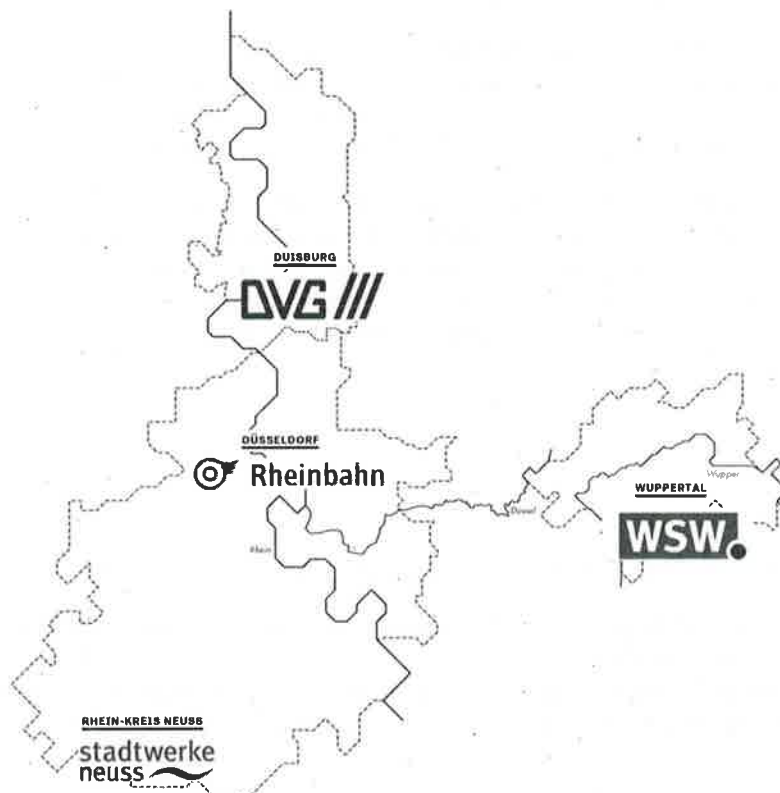 DUISBURG
DVG
DÜSSELDORF
Rheinbahn
Wupper
WUPPERTAL
Düssel
WSW.
Rhein
RHEIN-KREIS NEUSS
stadtwerke
neuss